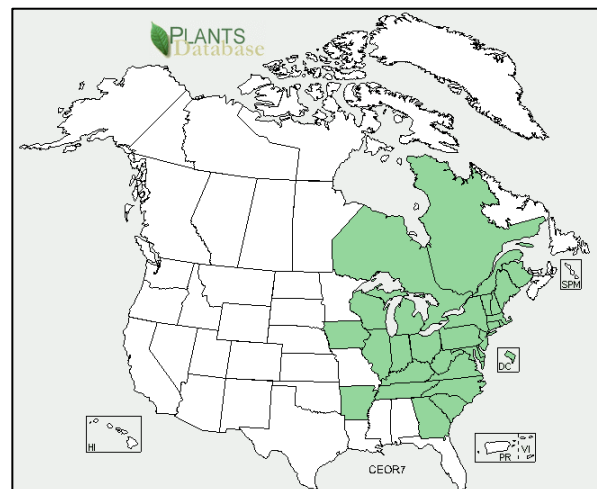 PLANTS
Database
SPM
DC
HI
PR
VI
CEOR7